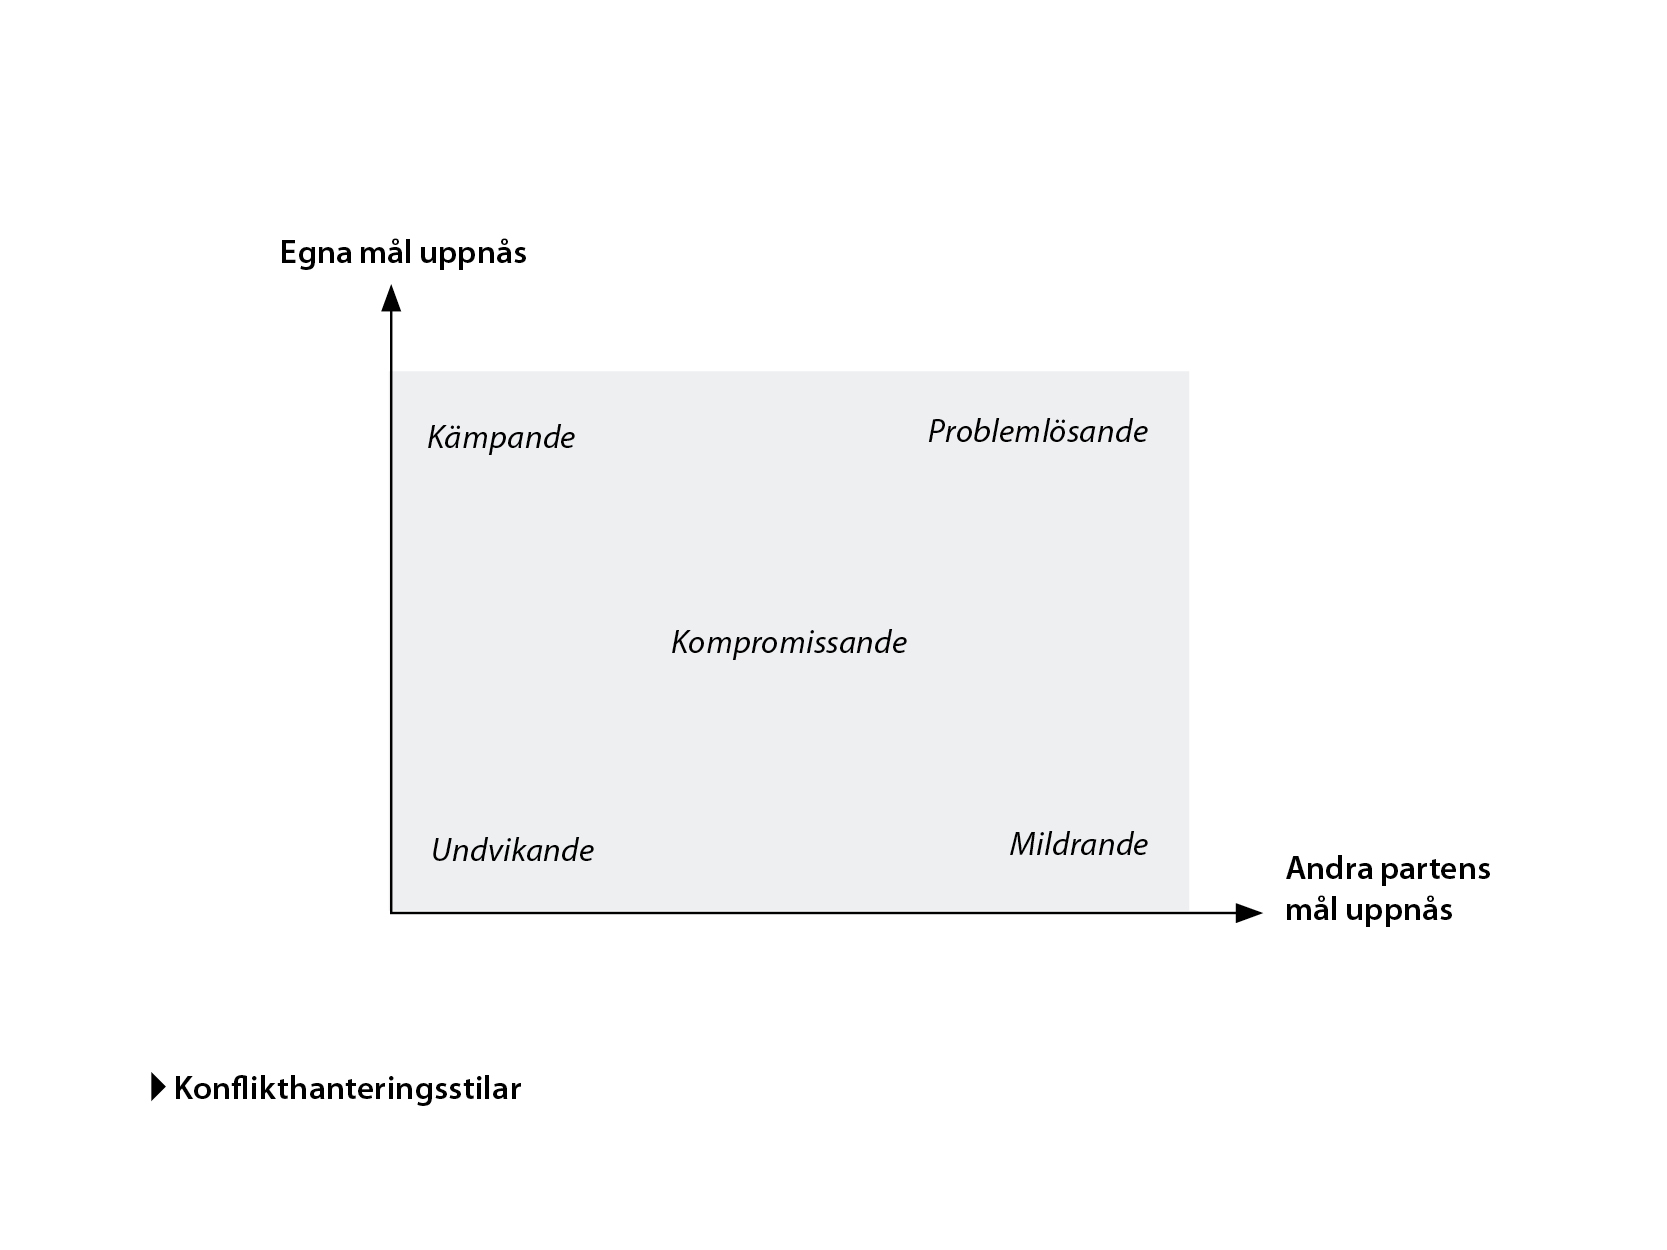 Egna mål uppnås
Kämpande
Problemlösande
Kompromissande
Undvikande
Mildrande
Andra partens
mål uppnås
Konflikthanteringsstilar